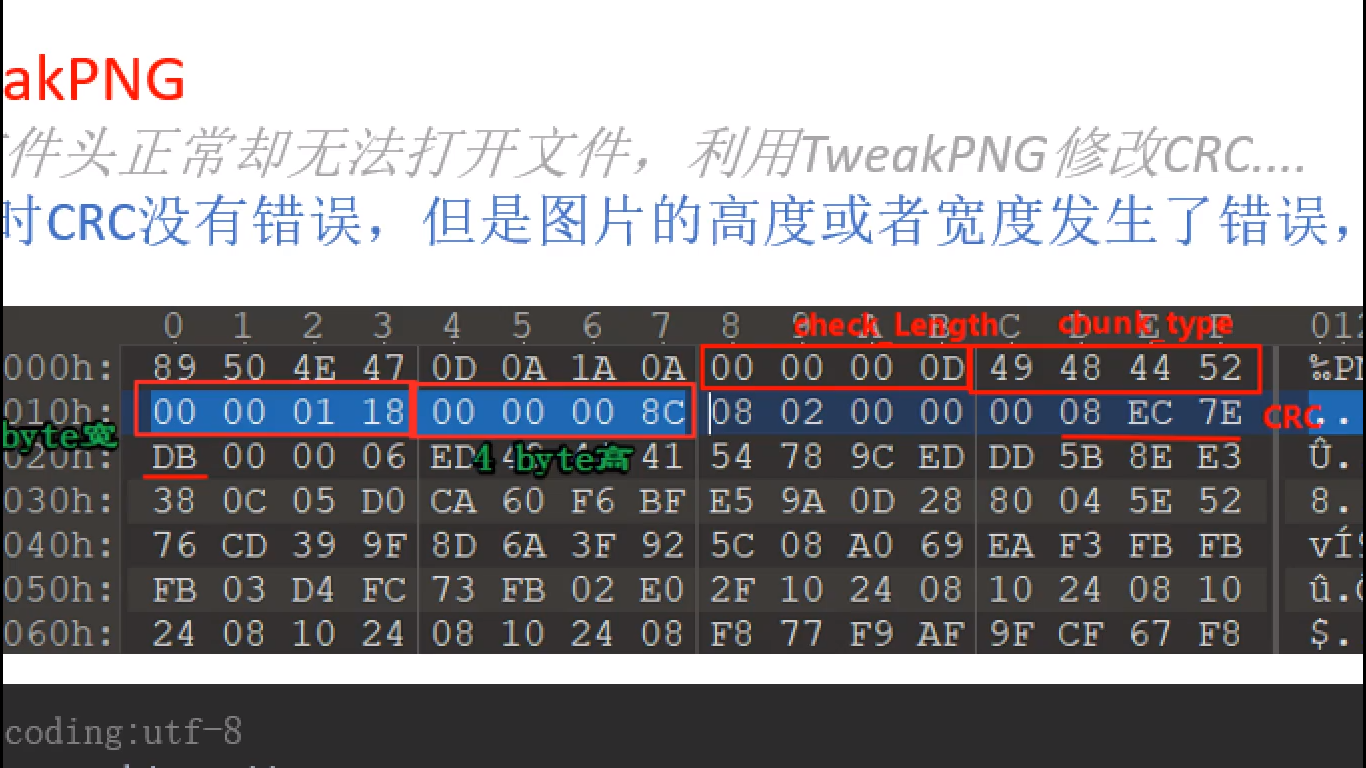 akPNG
件头正常却无法打开文件，利用TweakPNG修改CRC....
时CRC没有错误，但是图片的高度或者宽度发生了错误，
0 1 2 3 4 5 6 7 8 9 A B C D E F 012
check_Length chunk_type
000h: 89 50 4E 47 0D 0A 1A 0A 00 00 00 0D 49 48 44 52 ‰PN
010h: 00 00 01 18 00 00 00 8C 08 02 00 00 00 08 EC 7E CRC ..
byte宽
020h: DB 00 00 06 ED 4 41 54 78 9C ED DD 5B 8E E3 Û.
4 byte高
030h: 38 0C 05 D0 CA 60 F6 BF E5 9A 0D 28 80 04 5E 52 8.
040h: 76 CD 39 9F 8D 6A 3F 92 5C 08 A0 69 EA F3 FB FB vÍ9
050h: FB 03 D4 FC 73 FB 02 E0 2F 10 24 08 10 24 08 10 û.
060h: 24 08 10 24 08 10 24 08 F8 77 F9 AF 9F CF 67 F8 $.
coding:utf-8